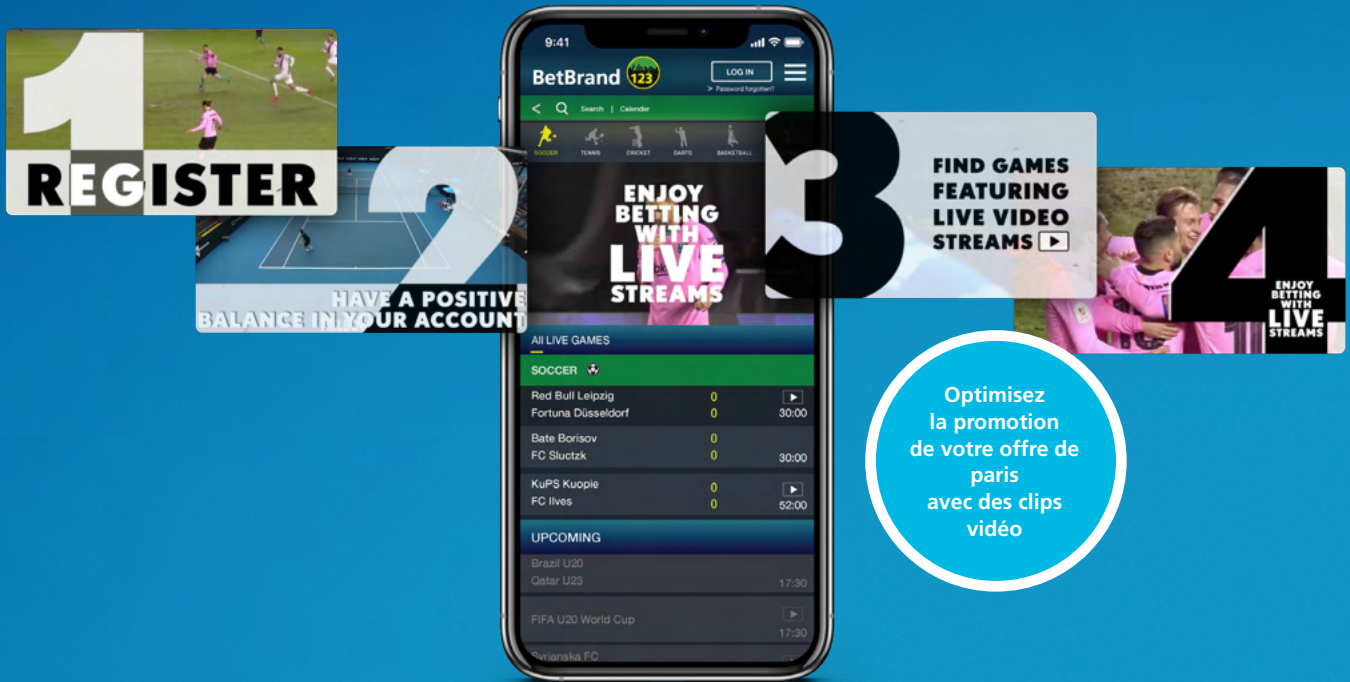 1
REGISTER
2
HAVE A POSITIVE
BALANCE IN YOUR ACCOUNT
9:41
BetBrand 123
LOG IN
> Password forgotten?
< Search | Calender
SOCCER TENNIS CRICKET DARTS BASKETBALL
ENJOY
BETTING
WITH
LIVE
STREAMS
All LIVE GAMES
SOCCER
Red Bull Leipzig 0
Fortuna Düsseldorf 0 30:00
Bate Borisov 0
FC Sluctzk 0 30:00
KuPS Kuopie 0
FC Ilves 0 52:00
UPCOMING
Brazil U20
Qatar U23 17:30
FIFA U20 World Cup
17:30
Syrianska FC
3
FIND GAMES
FEATURING
LIVE VIDEO
STREAMS
4
ENJOY
BETTING
WITH
LIVE
STREAMS
Optimisez
la promotion
de votre offre de
paris
avec des clips
vidéo